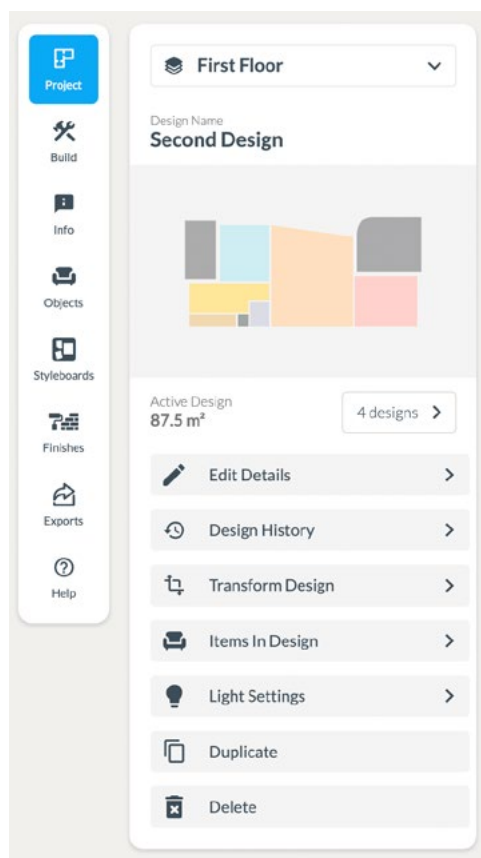 Project
Build
Info
Objects
Styleboards
Finishes
Exports
Help
First Floor
Design Name
Second Design
Active Design
87.5 m²
4 designs
Edit Details
Design History
Transform Design
Items In Design
Light Settings
Duplicate
Delete